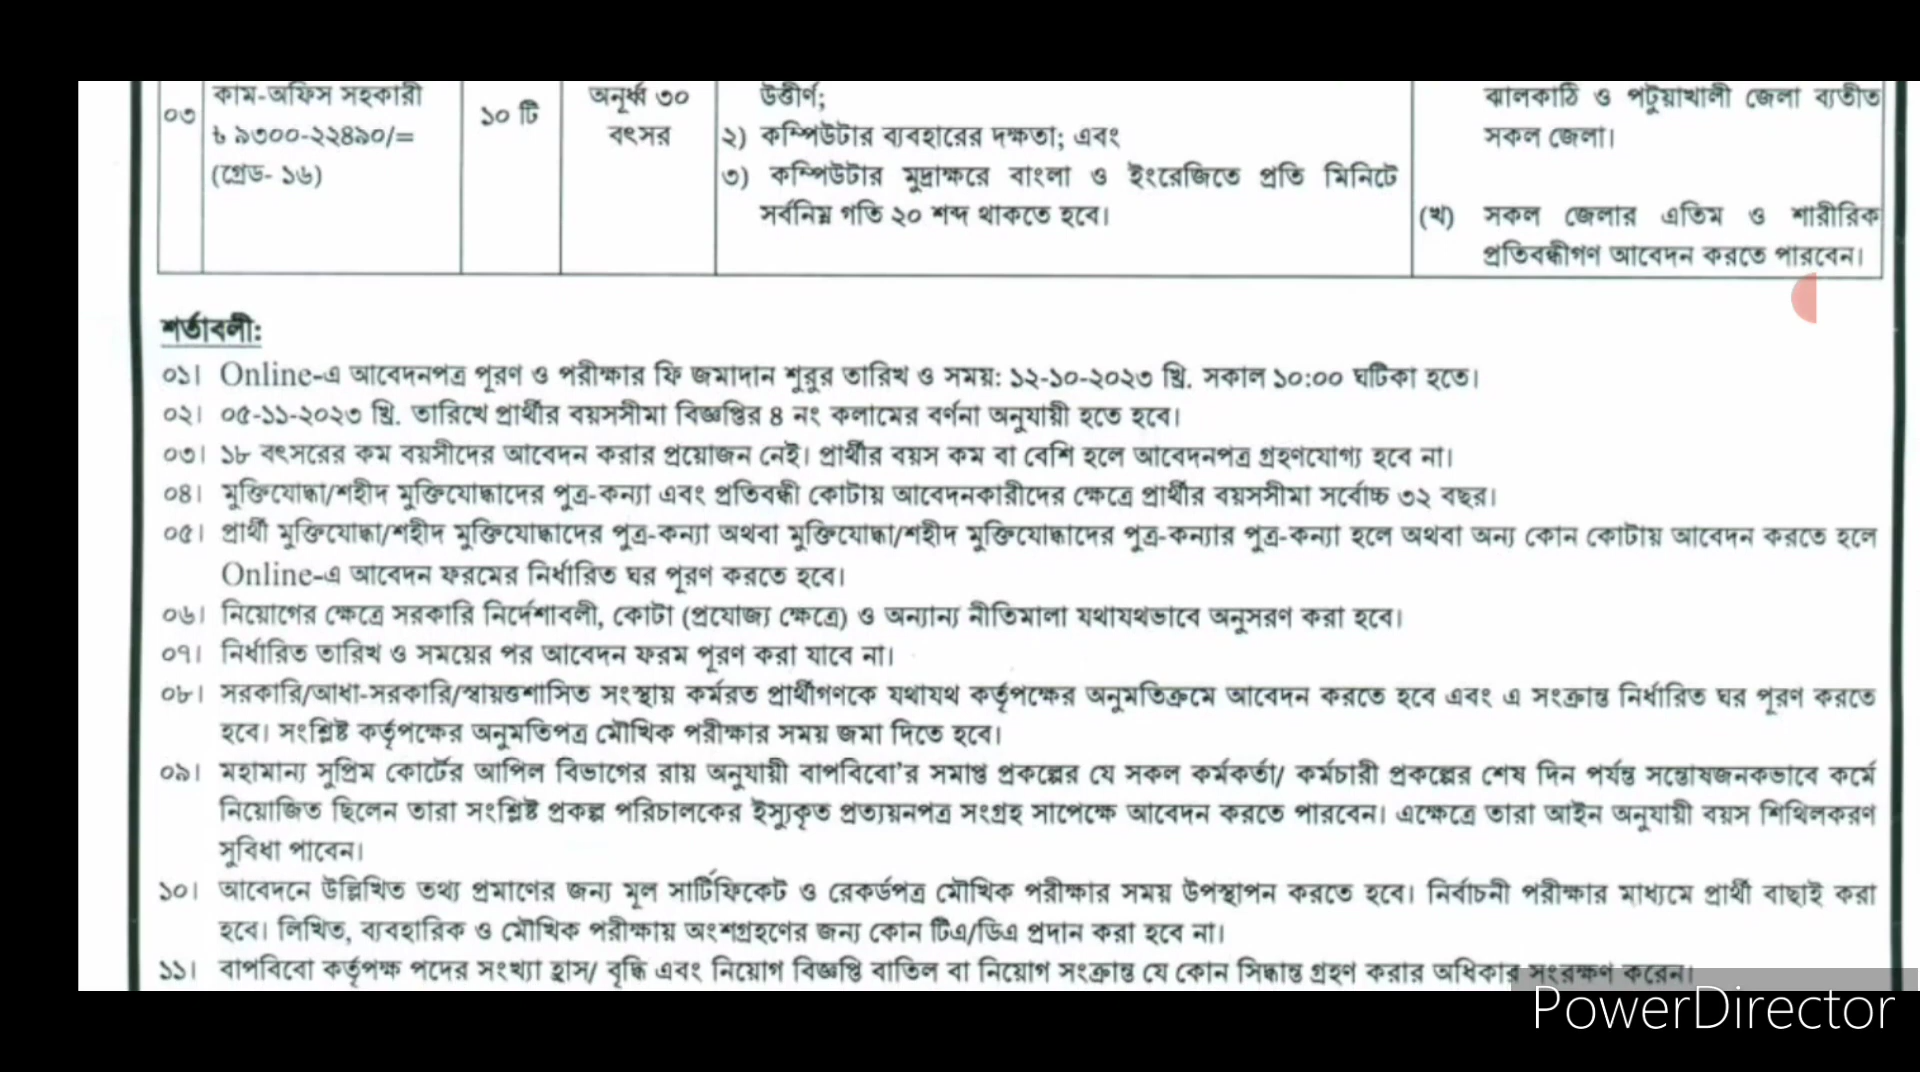 ০৩
কাম-অফিস সহকারী
৳ ৯৩০০-২২৪৯০/=
(গ্রেড- ১৬)
১০ টি
অনূর্ধ্ব ৩০
বৎসর
উত্তীর্ণ;
২) কম্পিউটার ব্যবহারের দক্ষতা; এবং
৩) কম্পিউটার মুদ্রাক্ষরে বাংলা ও ইংরেজিতে প্রতি মিনিটে
সর্বনিম্ন গতি ২০ শব্দ থাকতে হবে।
ঝালকাঠি ও পটুয়াখালী জেলা ব্যতীত
সকল জেলা।
(খ) সকল জেলার এতিম ও শারীরিক
প্রতিবন্ধীগণ আবেদন করতে পারবেন।
শর্তাবলী:
০১। Online-এ আবেদনপত্র পূরণ ও পরীক্ষার ফি জমাদান শুরুর তারিখ ও সময়: ১২-১০-২০২৩ খ্রি. সকাল ১০:০০ ঘটিকা হতে।
০২। ০৫-১১-২০২৩ খ্রি. তারিখে প্রার্থীর বয়সসীমা বিজ্ঞপ্তির ৪ নং কলামের বর্ণনা অনুযায়ী হতে হবে।
০৩। ১৮ বৎসরের কম বয়সীদের আবেদন করার প্রয়োজন নেই। প্রার্থীর বয়স কম বা বেশি হলে আবেদনপত্র গ্রহণযোগ্য হবে না।
০৪। মুক্তিযোদ্ধা/শহীদ মুক্তিযোদ্ধাদের পুত্র-কন্যা এবং প্রতিবন্ধী কোটায় আবেদনকারীদের ক্ষেত্রে প্রার্থীর বয়সসীমা সর্বোচ্চ ৩২ বছর।
০৫। প্রার্থী মুক্তিযোদ্ধা/শহীদ মুক্তিযোদ্ধাদের পুত্র-কন্যা অথবা মুক্তিযোদ্ধা/শহীদ মুক্তিযোদ্ধাদের পুত্র-কন্যার পুত্র-কন্যা হলে অথবা অন্য কোন কোটায় আবেদন করতে হলে
Online-এ আবেদন ফরমের নির্ধারিত ঘর পূরণ করতে হবে।
০৬। নিয়োগের ক্ষেত্রে সরকারি নির্দেশাবলী, কোটা (প্রযোজ্য ক্ষেত্রে) ও অন্যান্য নীতিমালা যথাযথভাবে অনুসরণ করা হবে।
০৭। নির্ধারিত তারিখ ও সময়ের পর আবেদন ফরম পূরণ করা যাবে না।
০৮। সরকারি/আধা-সরকারি/স্বায়ত্তশাসিত সংস্থায় কর্মরত প্রার্থীগণকে যথাযথ কর্তৃপক্ষের অনুমতিক্রমে আবেদন করতে হবে এবং এ সংক্রান্ত নির্ধারিত ঘর পূরণ করতে
হবে। সংশ্লিষ্ট কর্তৃপক্ষের অনুমতিপত্র মৌখিক পরীক্ষার সময় জমা দিতে হবে।
০৯। মহামান্য সুপ্রিম কোর্টের আপিল বিভাগের রায় অনুযায়ী বাপবিবো'র সমাপ্ত প্রকল্পের যে সকল কর্মকর্তা/ কর্মচারী প্রকল্পের শেষ দিন পর্যন্ত সন্তোষজনকভাবে কর্মে
নিয়োজিত ছিলেন তারা সংশ্লিষ্ট প্রকল্প পরিচালকের ইস্যুকৃত প্রত্যয়নপত্র সংগ্রহ সাপেক্ষে আবেদন করতে পারবেন। এক্ষেত্রে তারা আইন অনুযায়ী বয়স শিথিলকরণ
সুবিধা পাবেন।
১০। আবেদনে উল্লিখিত তথ্য প্রমাণের জন্য মূল সার্টিফিকেট ও রেকর্ডপত্র মৌখিক পরীক্ষার সময় উপস্থাপন করতে হবে। নির্বাচনী পরীক্ষার মাধ্যমে প্রার্থী বাছাই করা
হবে। লিখিত, ব্যবহারিক ও মৌখিক পরীক্ষায় অংশগ্রহণের জন্য কোন টিএ/ডিএ প্রদান করা হবে না।
১১। বাপবিবো কর্তৃপক্ষ পদের সংখ্যা হ্রাস/ বৃদ্ধি এবং নিয়োগ বিজ্ঞপ্তি বাতিল বা নিয়োগ সংক্রান্ত যে কোন সিদ্ধান্ত গ্রহণ করার অধিকার সংরক্ষণ করেন।
PowerDirector